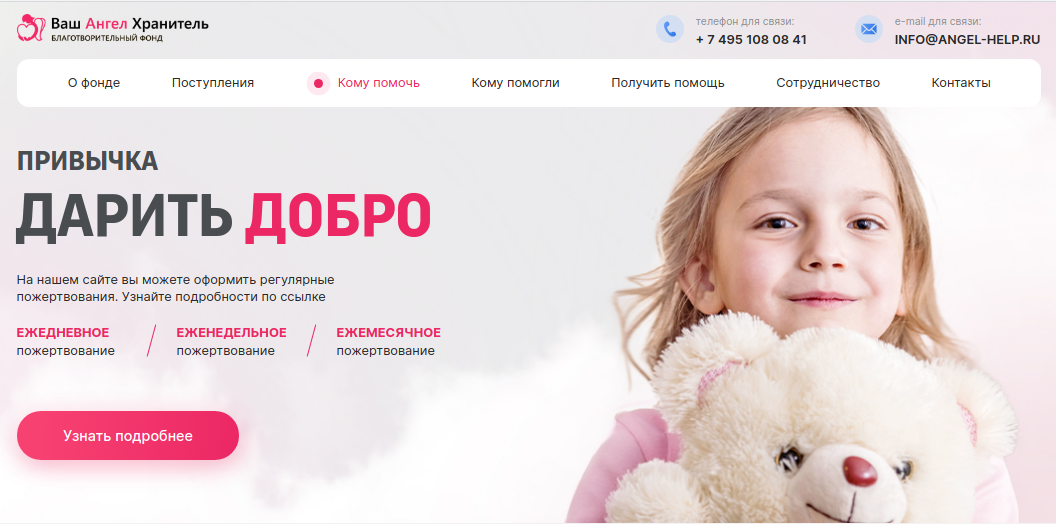 Ваш Ангел Хранитель
БЛАГОТВОРИТЕЛЬНЫЙ ФОНД
телефон для связи:
+ 7 495 108 08 41
e-mail для связи:
INFO@ANGEL-HELP.RU
О фонде
Поступления
Кому помочь
Кому помогли
Получить помощь
Сотрудничество
Контакты
ПРИВЫЧКА
ДАРИТЬ ДОБРО
На нашем сайте вы можете оформить регулярные
пожертвования. Узнайте подробности по ссылке
ЕЖЕДНЕВНОЕ
пожертвование
ЕЖЕНЕДЕЛЬНОЕ
пожертвование
ЕЖЕМЕСЯЧНОЕ
пожертвование
Узнать подробнее